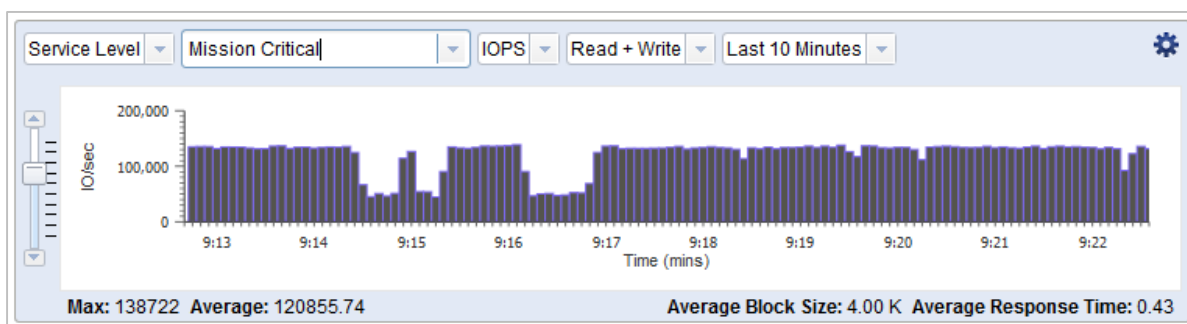 Service Level Mission Critical IOPS Read + Write Last 10 Minutes
200,000
100,000
0
IO/sec
9:13 9:14 9:15 9:16 9:17 9:18 9:19 9:20 9:21 9:22
Time (mins)
Max: 138722 Average: 120855.74 Average Block Size: 4.00 K Average Response Time: 0.43